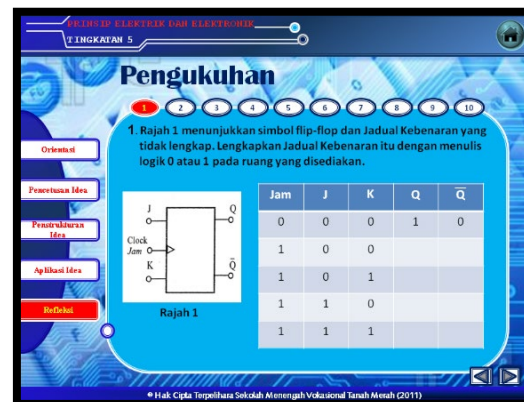 PRINSIP ELEKTRIK DAN ELEKTRONIK
TINGKATAN 5
Pengukuhan
1 2 3 4 5 6 7 8 9 10
1. Rajah 1 menunjukkan simbol flip-flop dan Jadual Kebenaran yang
tidak lengkap. Lengkapkan Jadual Kebenaran itu dengan menulis
logik 0 atau 1 pada ruang yang disediakan.
Orientasi
Pencetusan Idea
Penstrukturan
Idea
Aplikasi Idea
Refleksi
J Q
Clock
Jam
K Q̅
Rajah 1
Jam J K Q Q̅
0 0 0 1 0
1 0 0
1 0 1
1 1 0
1 1 1
© Hak Cipta Terpelihara Sekolah Menengah Vokasional Tanah Merah (2011)